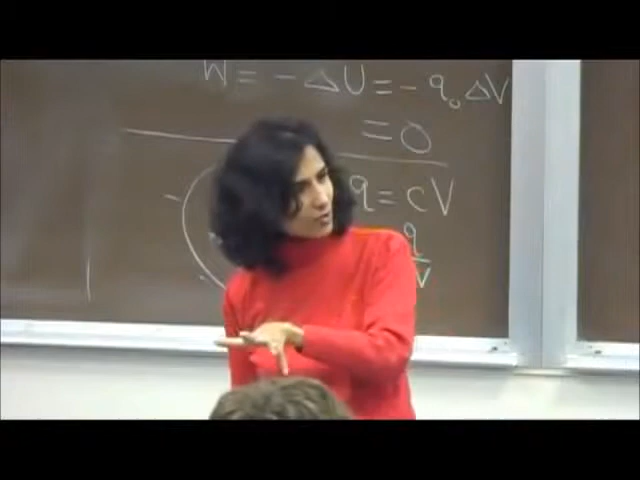 W = - ΔU = - q₀ ΔV
= 0
q = CV
q
V